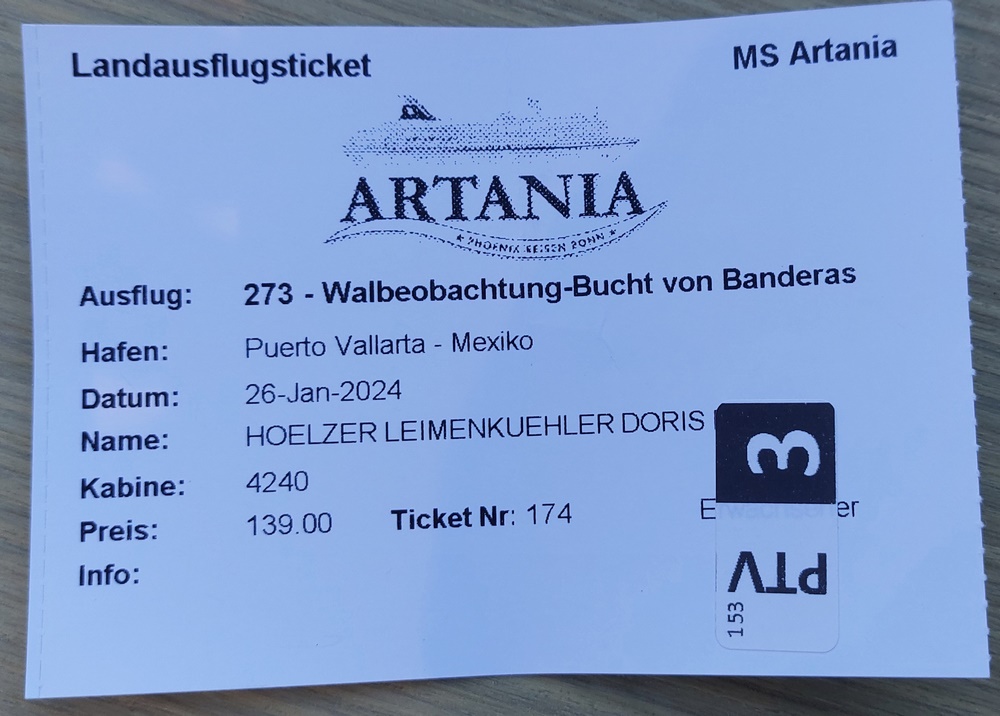 Landausflugsticket
MS Artania
ARTANIA
★ PHOENIX REISEN BONN ★
Ausflug: 273 - Walbeobachtung-Bucht von Banderas
Hafen: Puerto Vallarta - Mexiko
Datum: 26-Jan-2024
Name: HOELZER LEIMENKUEHLER DORIS
Kabine: 4240
Preis: 139.00 Ticket Nr: 174 Erwachsener
Info:
3
PTV
153